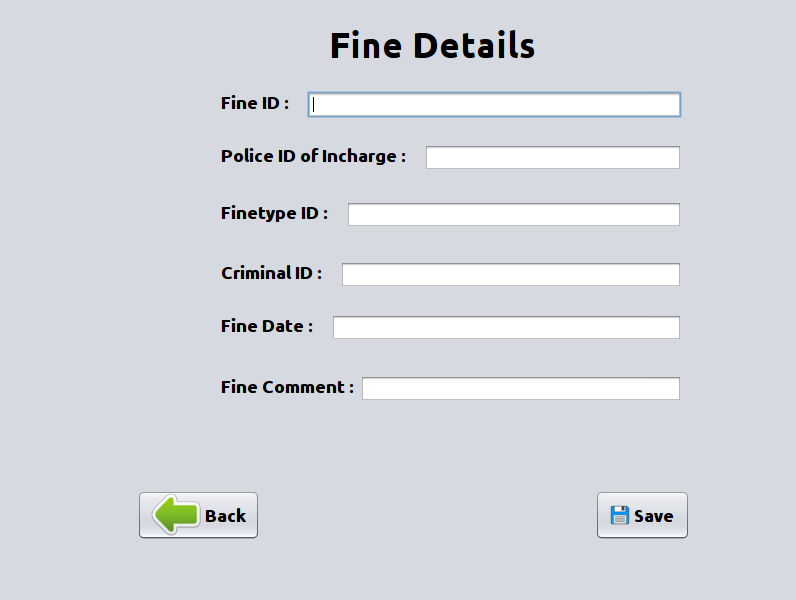 Fine Details
Fine ID :
Police ID of Incharge :
Finetype ID :
Criminal ID :
Fine Date :
Fine Comment :
Back
Save